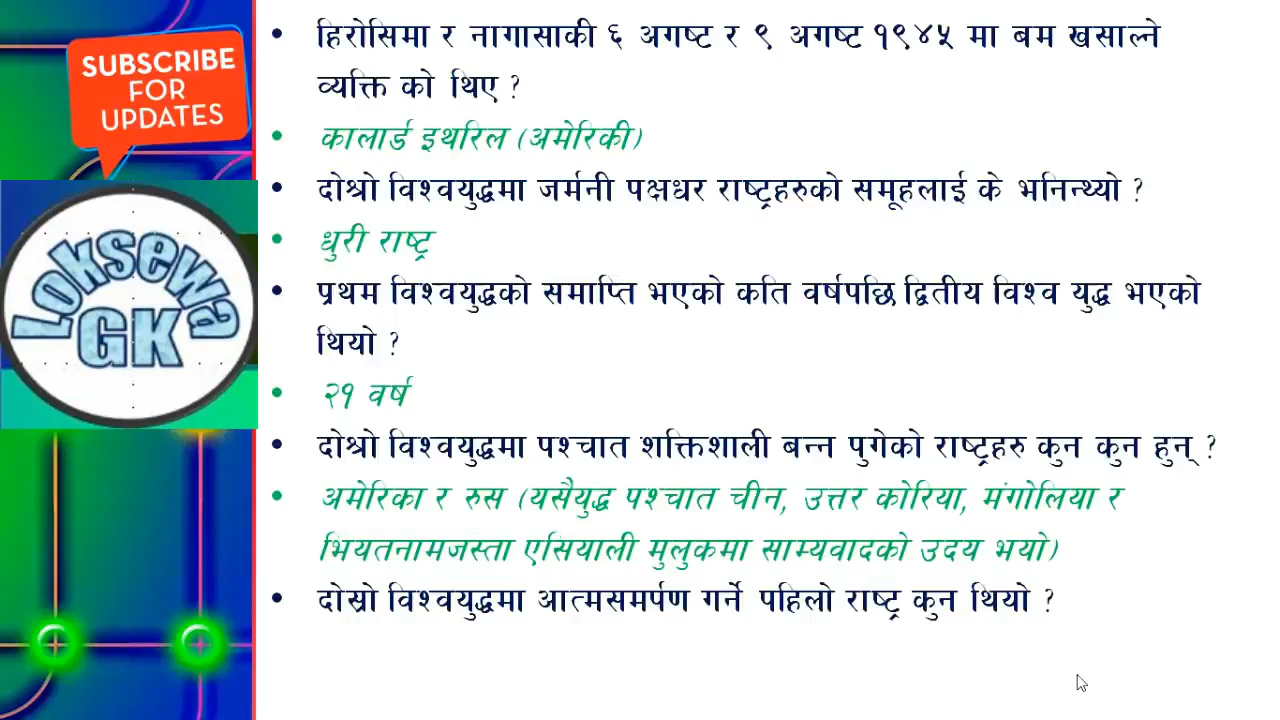 SUBSCRIBE
FOR
UPDATES
Loksewa
GK
• हिरोसिमा र नागासाकी ६ अगष्ट र ९ अगष्ट १९४५ मा बम खसाल्ने
व्यक्ति को थिए ?
• कालार्ड इथरिल (अमेरिकी)
• दोश्रो विश्वयुद्धमा जर्मनी पक्षधर राष्ट्रहरुको समूहलाई के भनिन्थ्यो ?
• धुरी राष्ट्र
• प्रथम विश्वयुद्धको समाप्ति भएको कति वर्षपछि द्वितीय विश्व युद्ध भएको
थियो ?
• २१ वर्ष
• दोश्रो विश्वयुद्धमा पश्चात शक्तिशाली बन्न पुगेको राष्ट्रहरु कुन कुन हुन् ?
• अमेरिका र रुस (यसैयुद्ध पश्चात चीन, उत्तर कोरिया, मंगोलिया र
भियतनामजस्ता एसियाली मुलुकमा साम्यवादको उदय भयो)
• दोस्रो विश्वयुद्धमा आत्मसमर्पण गर्ने पहिलो राष्ट्र कुन थियो ?